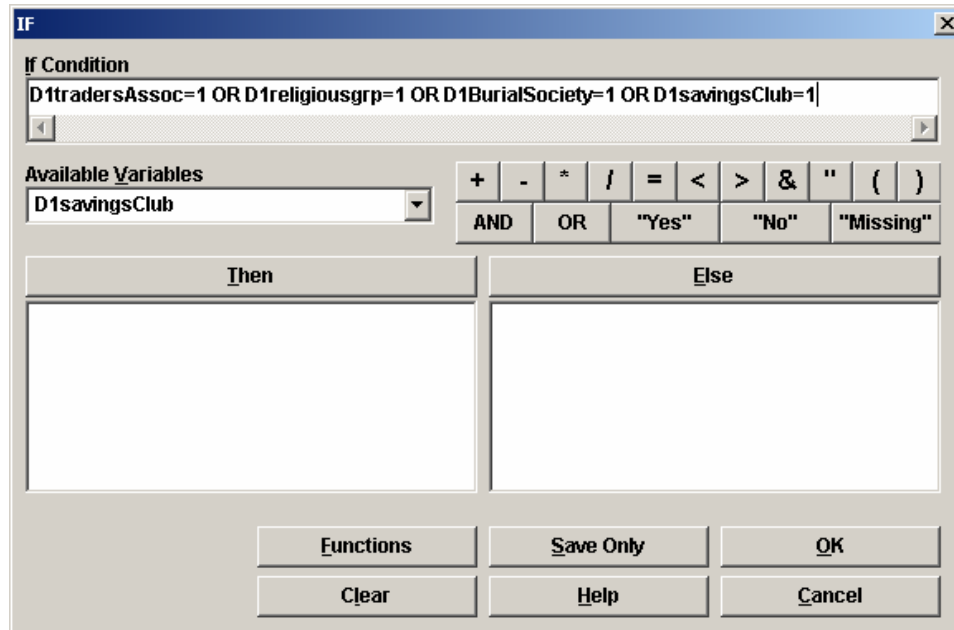 IF
If Condition
D1tradersAssoc=1 OR D1religiousgrp=1 OR D1BurialSociety=1 OR D1savingsClub=1
Available Variables
D1savingsClub
+ - * / = < > & " ( )
AND OR "Yes" "No" "Missing"
Then Else
Functions Save Only OK
Clear Help Cancel